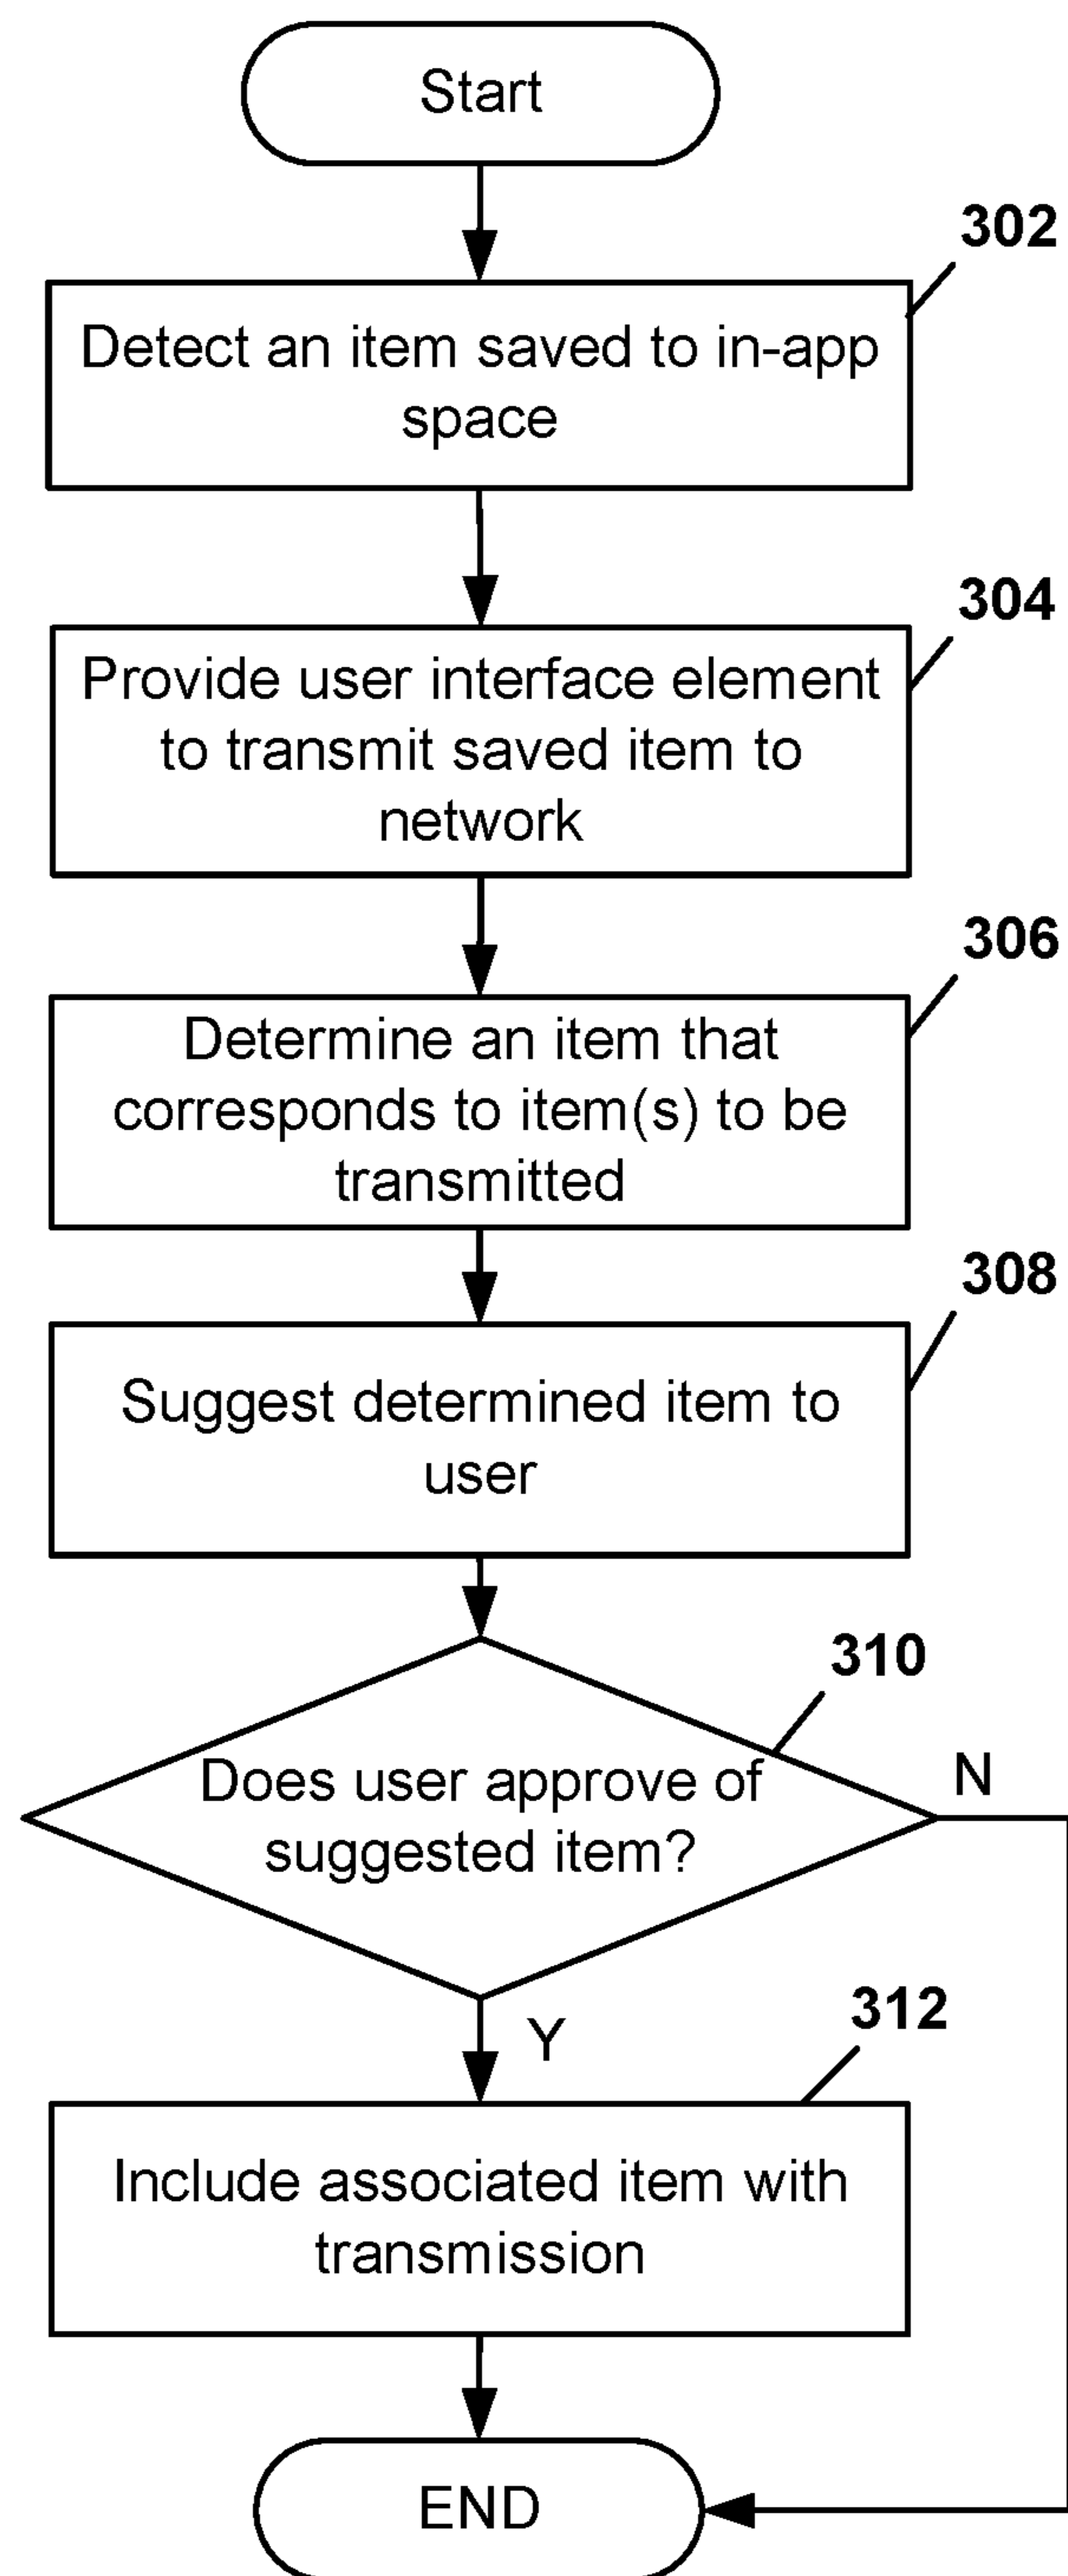 Start
302
Detect an item saved to in-app
space
304
Provide user interface element
to transmit saved item to
network
306
Determine an item that
corresponds to item(s) to be
transmitted
308
Suggest determined item to
user
310
Does user approve of
suggested item?
N
Y
312
Include associated item with
transmission
END